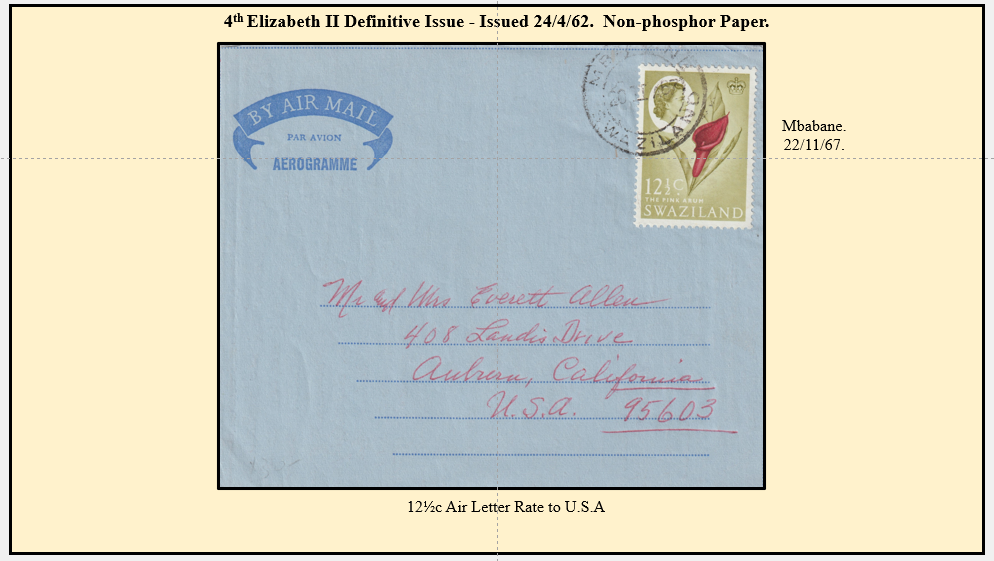 4th Elizabeth II Definitive Issue - Issued 24/4/62. Non-phosphor Paper.
BY AIR MAIL
PAR AVION
AEROGRAMME
SWAZILAND
12½c
THE PINK ARUM
SWAZILAND
Mbabane.
22/11/67.
Mr and Mrs Everett Allen
408 Landis Drive
Auburn, California
U.S.A. 95603
12½c Air Letter Rate to U.S.A